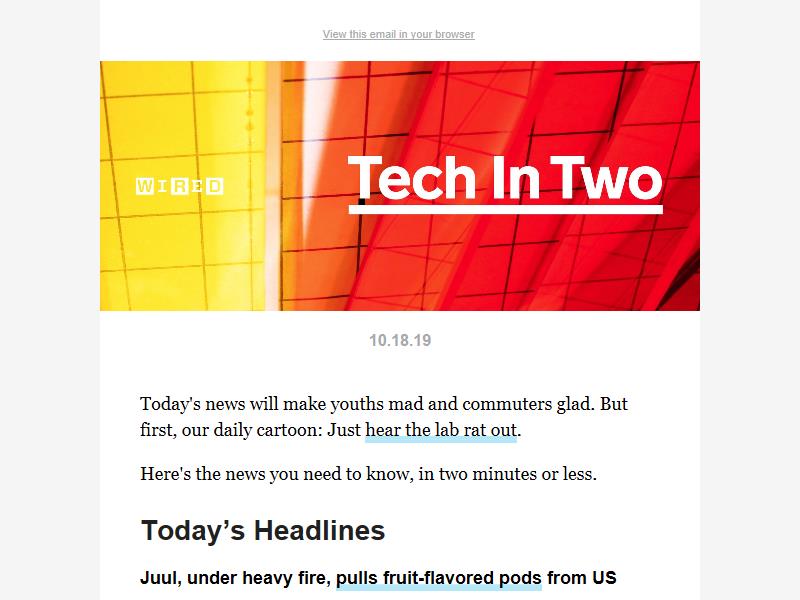 View this email in your browser
WIRED
Tech In Two
10.18.19
Today's news will make youths mad and commuters glad. But
first, our daily cartoon: Just hear the lab rat out.
Here's the news you need to know, in two minutes or less.
Today’s Headlines
Juul, under heavy fire, pulls fruit-flavored pods from US